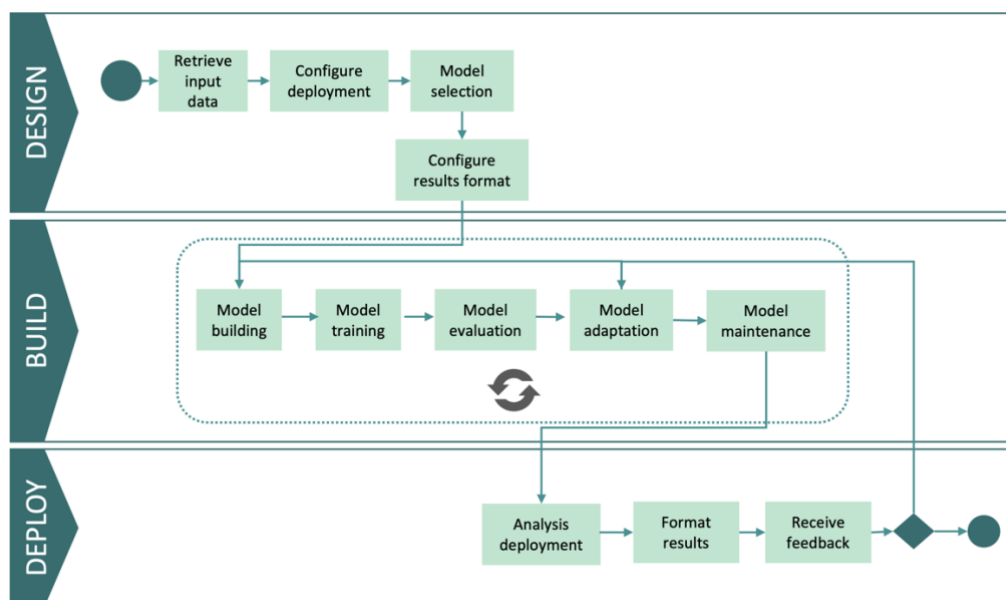 DESIGN
Retrieve
input
data
Configure
deployment
Model
selection
Configure
results format
BUILD
Model
building
Model
training
Model
evaluation
Model
adaptation
Model
maintenance
DEPLOY
Analysis
deployment
Format
results
Receive
feedback